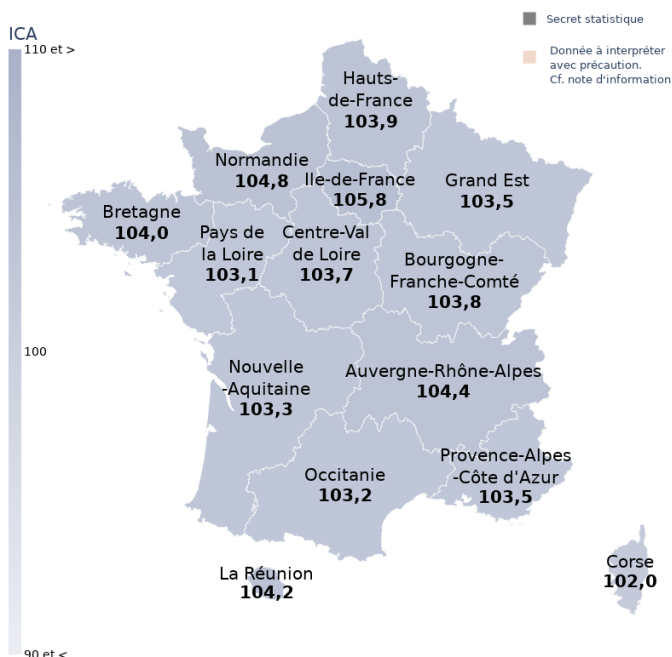 Secret statistique
ICA
110 et >
Donnée à interpréter
avec précaution.
Cf. note d'information
Hauts-
de-France
103,9
Normandie
104,8
Ile-de-France
105,8
Grand Est
103,5
Bretagne
104,0
Pays de
la Loire
103,1
Centre-Val
de Loire
103,7
Bourgogne-
Franche-Comté
103,8
100
Nouvelle
-Aquitaine
103,3
Auvergne-Rhône-Alpes
104,4
Occitanie
103,2
Provence-Alpes
-Côte d'Azur
103,5
La Réunion
104,2
Corse
102,0
90 et <